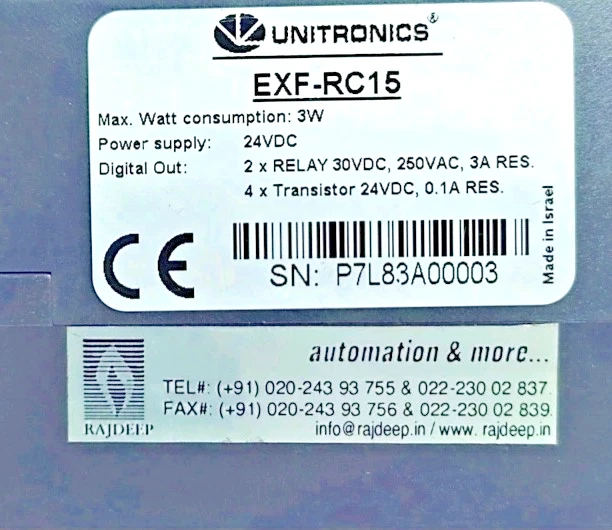 UNITRONICS®
EXF-RC15
Max. Watt consumption: 3W
Power supply: 24VDC
Digital Out: 2 x RELAY 30VDC, 250VAC, 3A RES.
4 x Transistor 24VDC, 0.1A RES.
CE
SN: P7L83A00003
Made in Israel
automation & more...
TEL#: (+91) 020-243 93 755 & 022-230 02 837.
FAX#: (+91) 020-243 93 756 & 022-230 02 839.
RAJDEEP
info@rajdeep.in / www. rajdeep.in